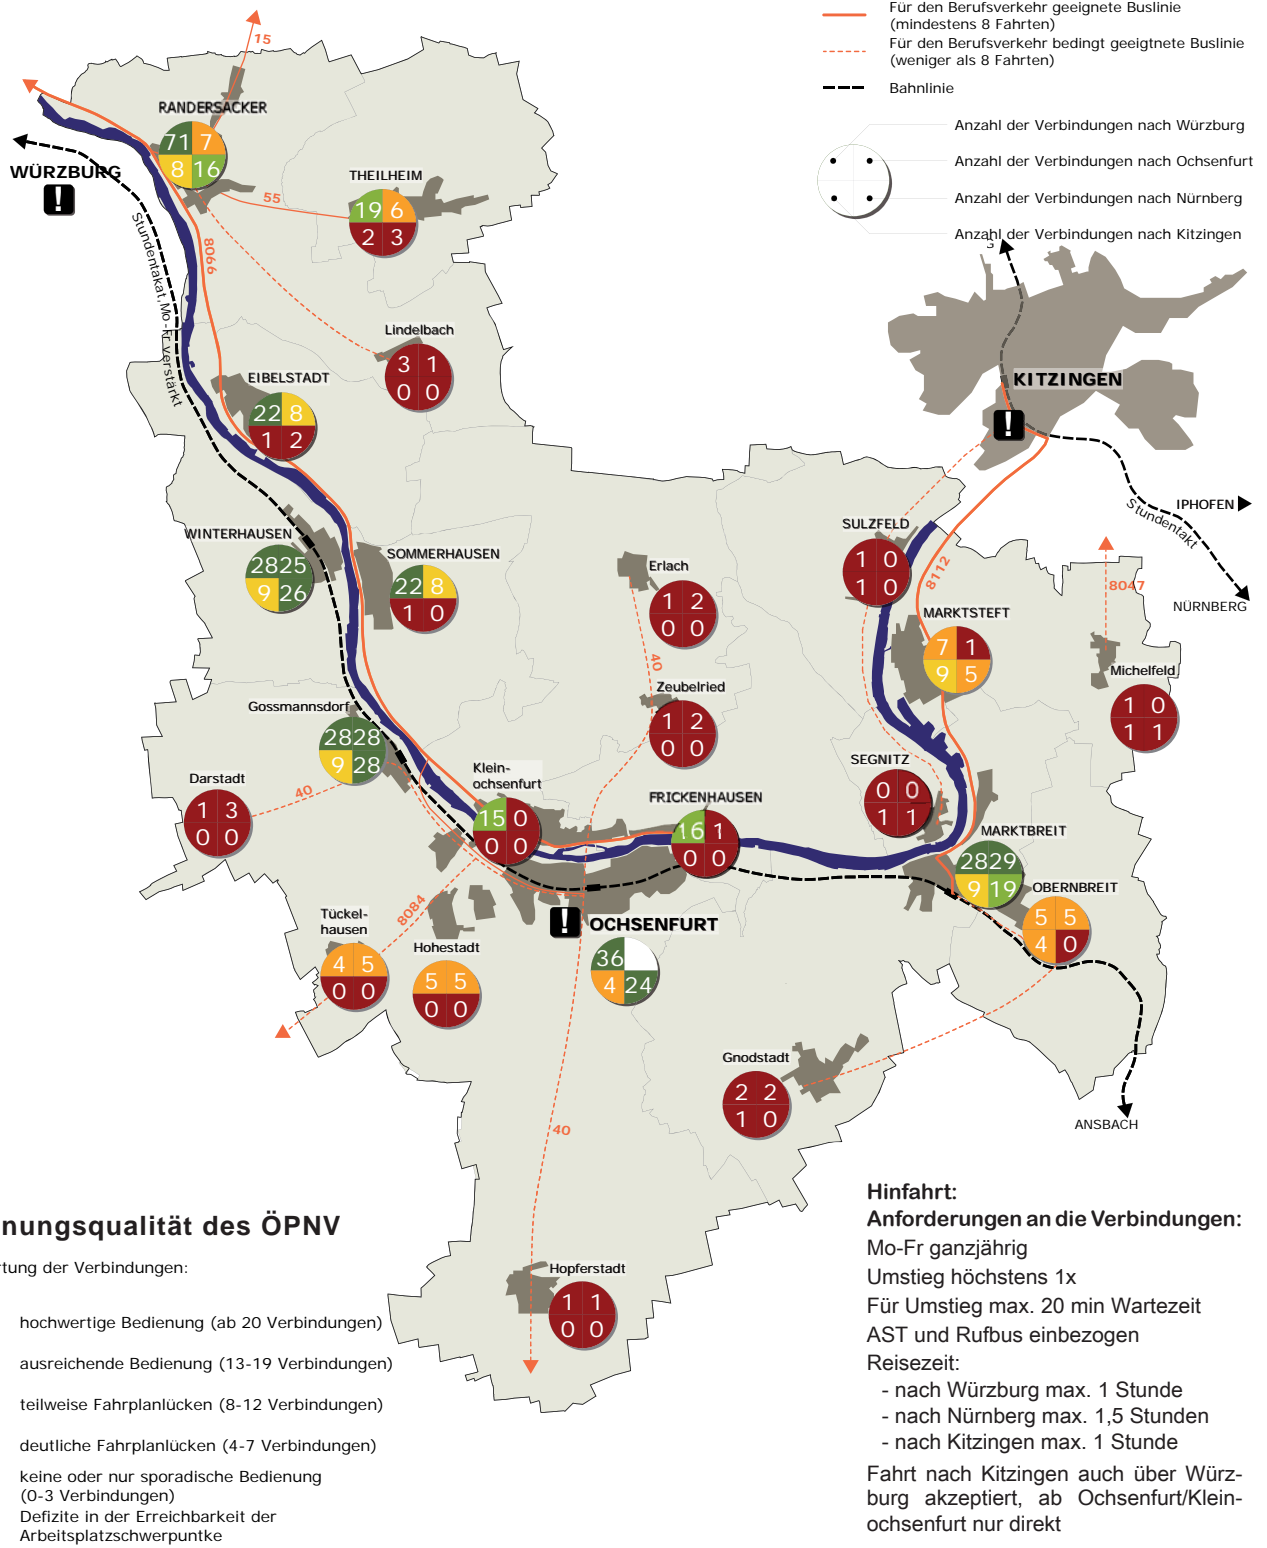 Für den Berufsverkehr geeignete Buslinie
(mindestens 8 Fahrten)
Für den Berufsverkehr bedingt geeigtnete Buslinie
(weniger als 8 Fahrten)
Bahnlinie
Anzahl der Verbindungen nach Würzburg
Anzahl der Verbindungen nach Ochsenfurt
Anzahl der Verbindungen nach Nürnberg
Anzahl der Verbindungen nach Kitzingen
G
15
RANDERSACKER
71 7
8 16
WÜRZBURG
!
THEILHEIM
19 6
2 3
55
8066
Stundentakat,Mo-Fr verstärkt
Lindelbach
3 1
0 0
EIBELSTADT
22 8
1 2
KITZINGEN
!
IPHOFEN
Stundentakt
NÜRNBERG
WINTERHAUSEN
28 25
9 26
SOMMERHAUSEN
22 8
1 0
SULZFELD
1 0
1 0
8112
8047
Erlach
1 2
0 0
40
MARKTSTEFT
7 1
9 5
Michelfeld
1 0
1 1
Zeubelried
1 2
0 0
Gossmannsdorf
28 28
9 28
Darstadt
1 3
0 0
40
Klein-
ochsenfurt
15 0
0 0
FRICKENHAUSEN
16 1
0 0
SEGNITZ
0 0
1 1
MARKTBREIT
28 29
9 19
OBERNBREIT
5 5
4 0
8084
Tückel-
hausen
4 5
0 0
Hohestadt
5 5
0 0
!
OCHSENFURT
36
4 24
Gnodstadt
2 2
1 0
ANSBACH
40
Hopferstadt
1 1
0 0
nungsqualität des ÖPNV
rtung der Verbindungen:
hochwertige Bedienung (ab 20 Verbindungen)
ausreichende Bedienung (13-19 Verbindungen)
teilweise Fahrplanlücken (8-12 Verbindungen)
deutliche Fahrplanlücken (4-7 Verbindungen)
keine oder nur sporadische Bedienung
(0-3 Verbindungen)
Defizite in der Erreichbarkeit der
Arbeitsplatzschwerpuntke
Hinfahrt:
Anforderungen an die Verbindungen:
Mo-Fr ganzjährig
Umstieg höchstens 1x
Für Umstieg max. 20 min Wartezeit
AST und Rufbus einbezogen
Reisezeit:
- nach Würzburg max. 1 Stunde
- nach Nürnberg max. 1,5 Stunden
- nach Kitzingen max. 1 Stunde
Fahrt nach Kitzingen auch über Würz-
burg akzeptiert, ab Ochsenfurt/Klein-
ochsenfurt nur direkt